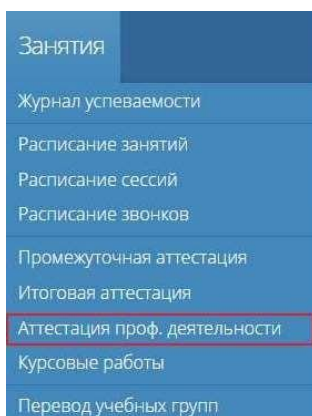 Занятия
Журнал успеваемости
Расписание занятий
Расписание сессий
Расписание звонков
Промежуточная аттестация
Итоговая аттестация
Аттестация проф. деятельности
Курсовые работы
Перевод учебных групп